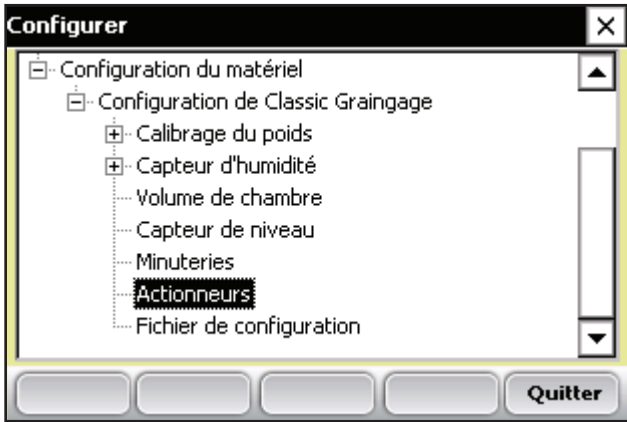 Configurer
Configuration du matériel
Configuration de Classic Graingage
Calibrage du poids
Capteur d'humidité
Volume de chambre
Capteur de niveau
Minuteries
Actionneurs
Fichier de configuration
Quitter